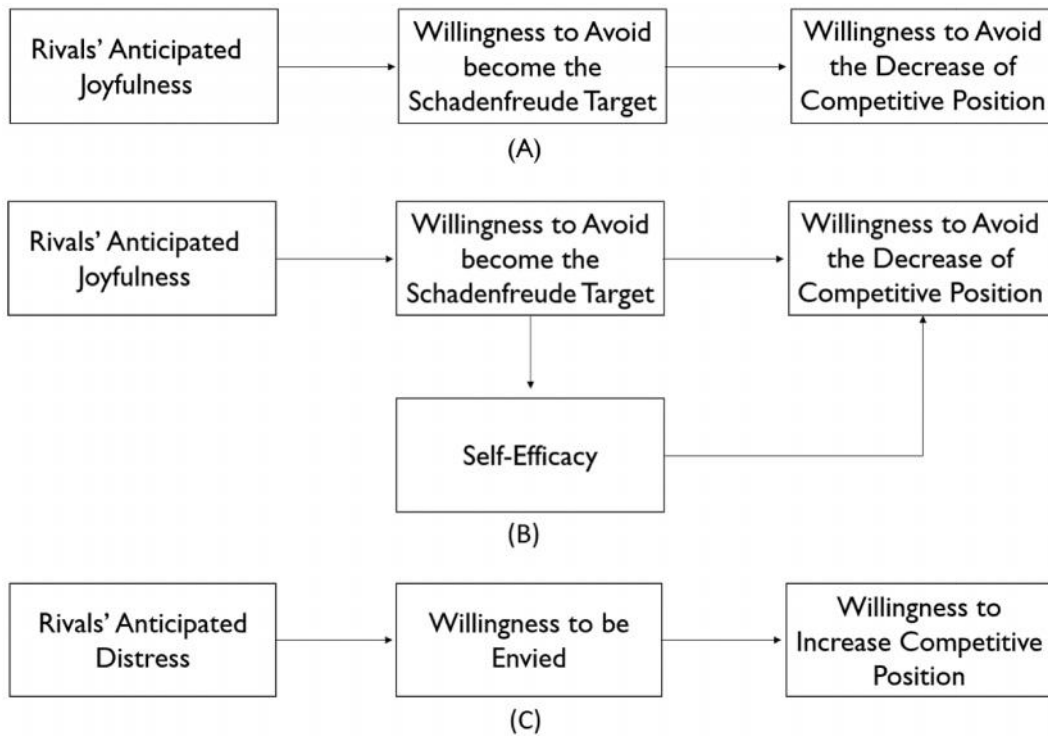 Rivals' Anticipated
Joyfulness
Willingness to Avoid
become the
Schadenfreude Target
Willingness to Avoid
the Decrease of
Competitive Position
(A)
Rivals' Anticipated
Joyfulness
Willingness to Avoid
become the
Schadenfreude Target
Willingness to Avoid
the Decrease of
Competitive Position
Self-Efficacy
(B)
Rivals' Anticipated
Distress
Willingness to be
Envied
Willingness to
Increase Competitive
Position
(C)